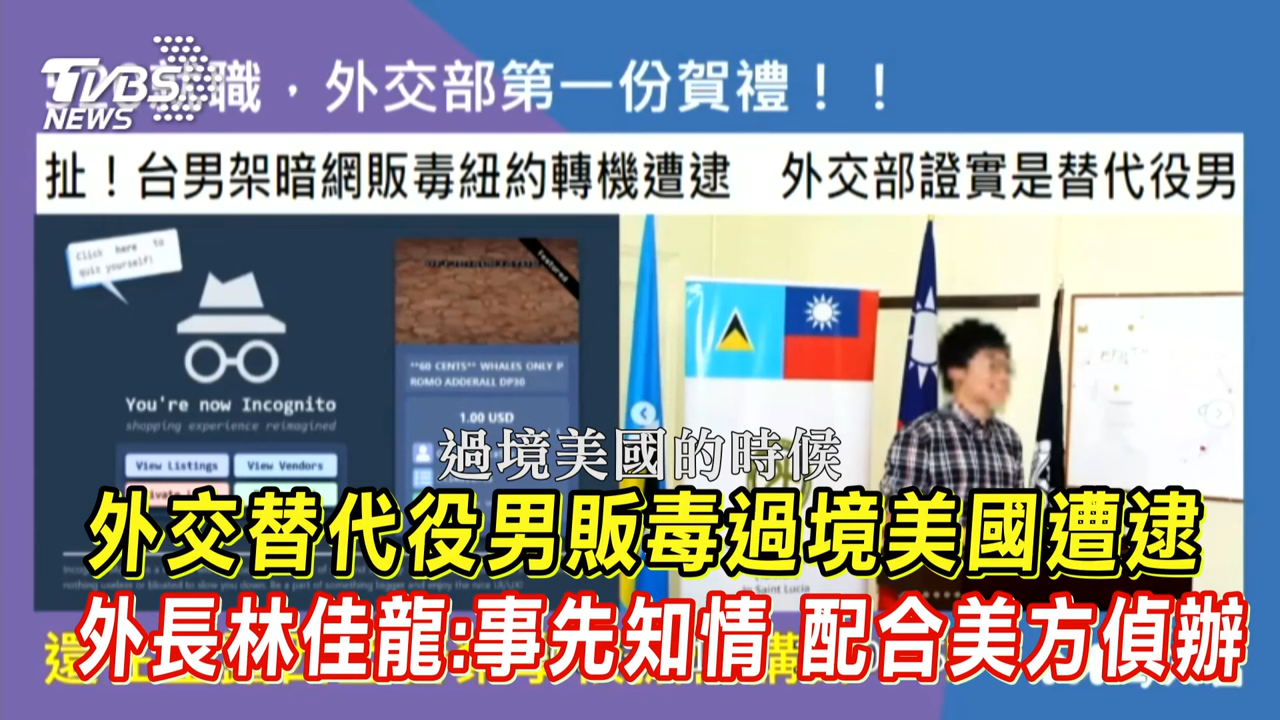 TVBS
NEWS
職，外交部第一份賀禮！！
扯！台男架暗網販毒紐約轉機遭逮 外交部證實是替代役男
Click here to
quiz yourself!
Featured
**60 CENTS** WHALES ONLY P
ROMO ADDERALL DP30
1.00 USD
You're now Incognito
shopping experience reimagined
View Listings
View Vendors
過境美國的時候
外交替代役男販毒過境美國遭逮
to Saint Lucia
外長林佳龍:事先知情 配合美方偵辦